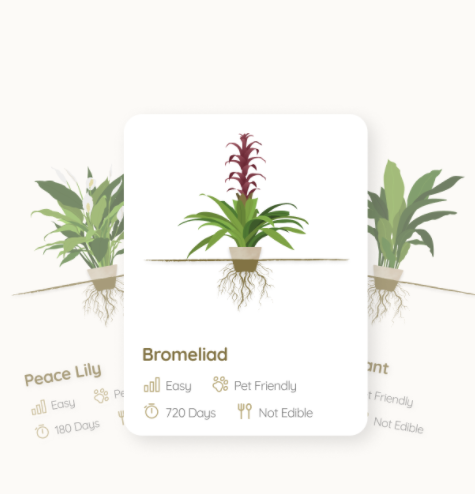 Bromeliad
Easy Pet Friendly
720 Days Not Edible
Peace Lily
Easy
180 Days
ant
Friendly
Not Edible